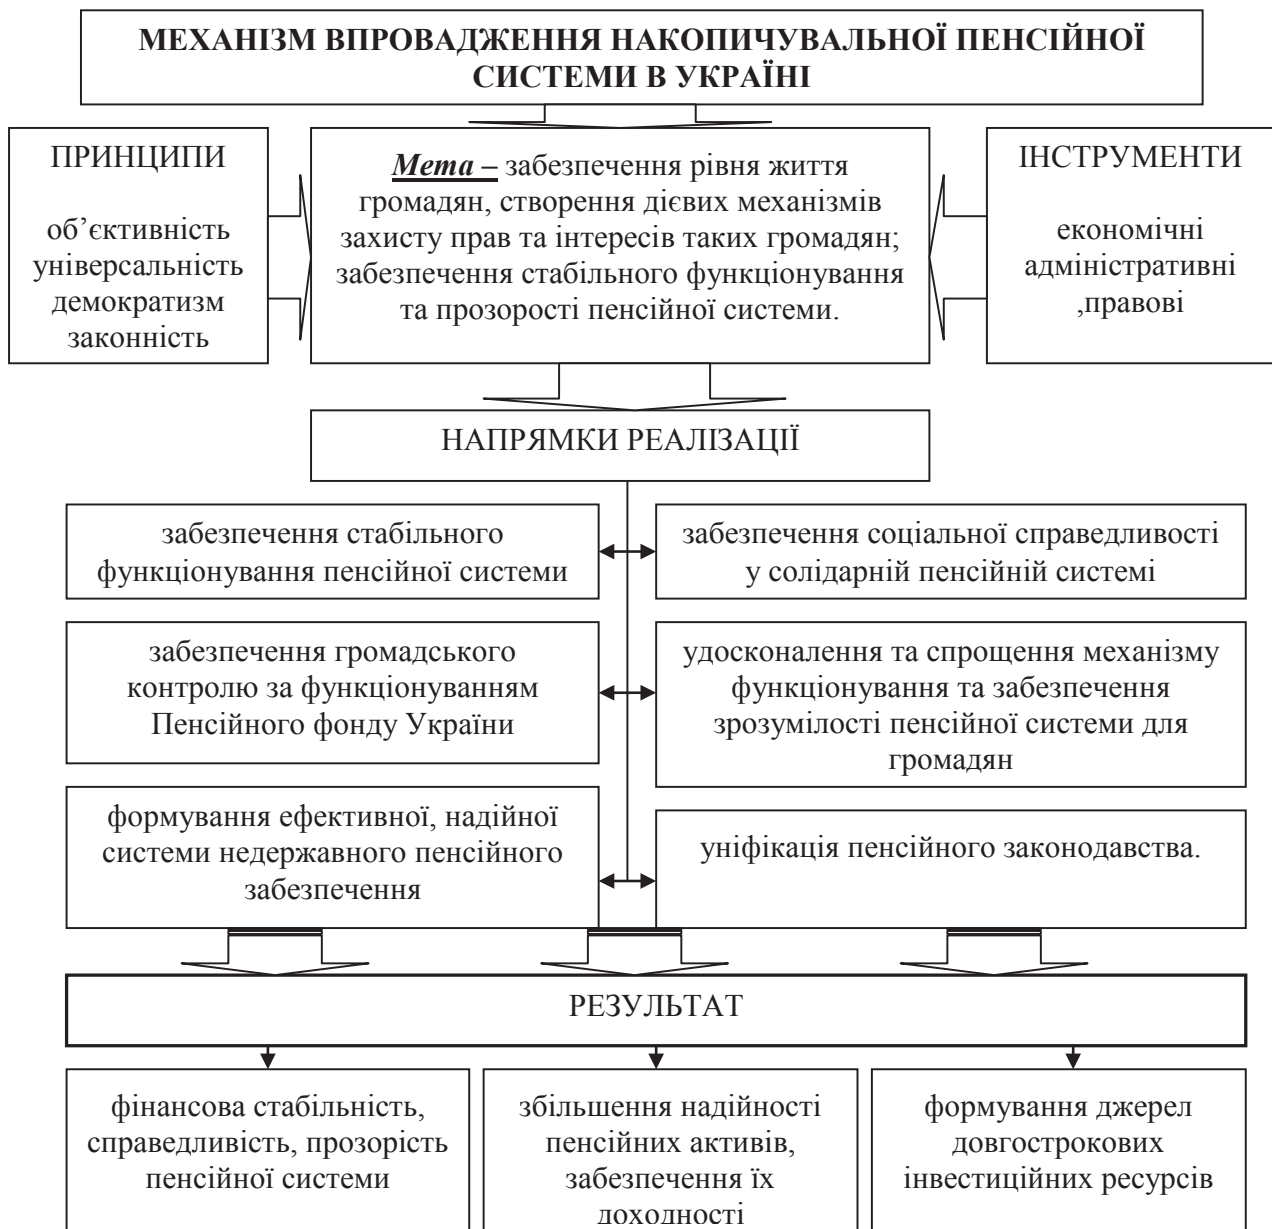 МЕХАНІЗМ ВПРОВАДЖЕННЯ НАКОПИЧУВАЛЬНОЇ ПЕНСІЙНОЇ
СИСТЕМИ В УКРАЇНІ
ПРИНЦИПИ
об’єктивність
універсальність
демократизм
законність
Мета – забезпечення рівня життя
громадян, створення дієвих механізмів
захисту прав та інтересів таких громадян;
забезпечення стабільного функціонування
та прозорості пенсійної системи.
ІНСТРУМЕНТИ
економічні
адміністративні
,правові
НАПРЯМКИ РЕАЛІЗАЦІЇ
забезпечення стабільного
функціонування пенсійної системи
забезпечення соціальної справедливості
у солідарній пенсійній системі
забезпечення громадського
контролю за функціонуванням
Пенсійного фонду України
удосконалення та спрощення механізму
функціонування та забезпечення
зрозумілості пенсійної системи для
громадян
формування ефективної, надійної
системи недержавного пенсійного
забезпечення
уніфікація пенсійного законодавства.
РЕЗУЛЬТАТ
фінансова стабільність,
справедливість, прозорість
пенсійної системи
збільшення надійності
пенсійних активів,
забезпечення їх
доходності
формування джерел
довгострокових
інвестиційних ресурсів